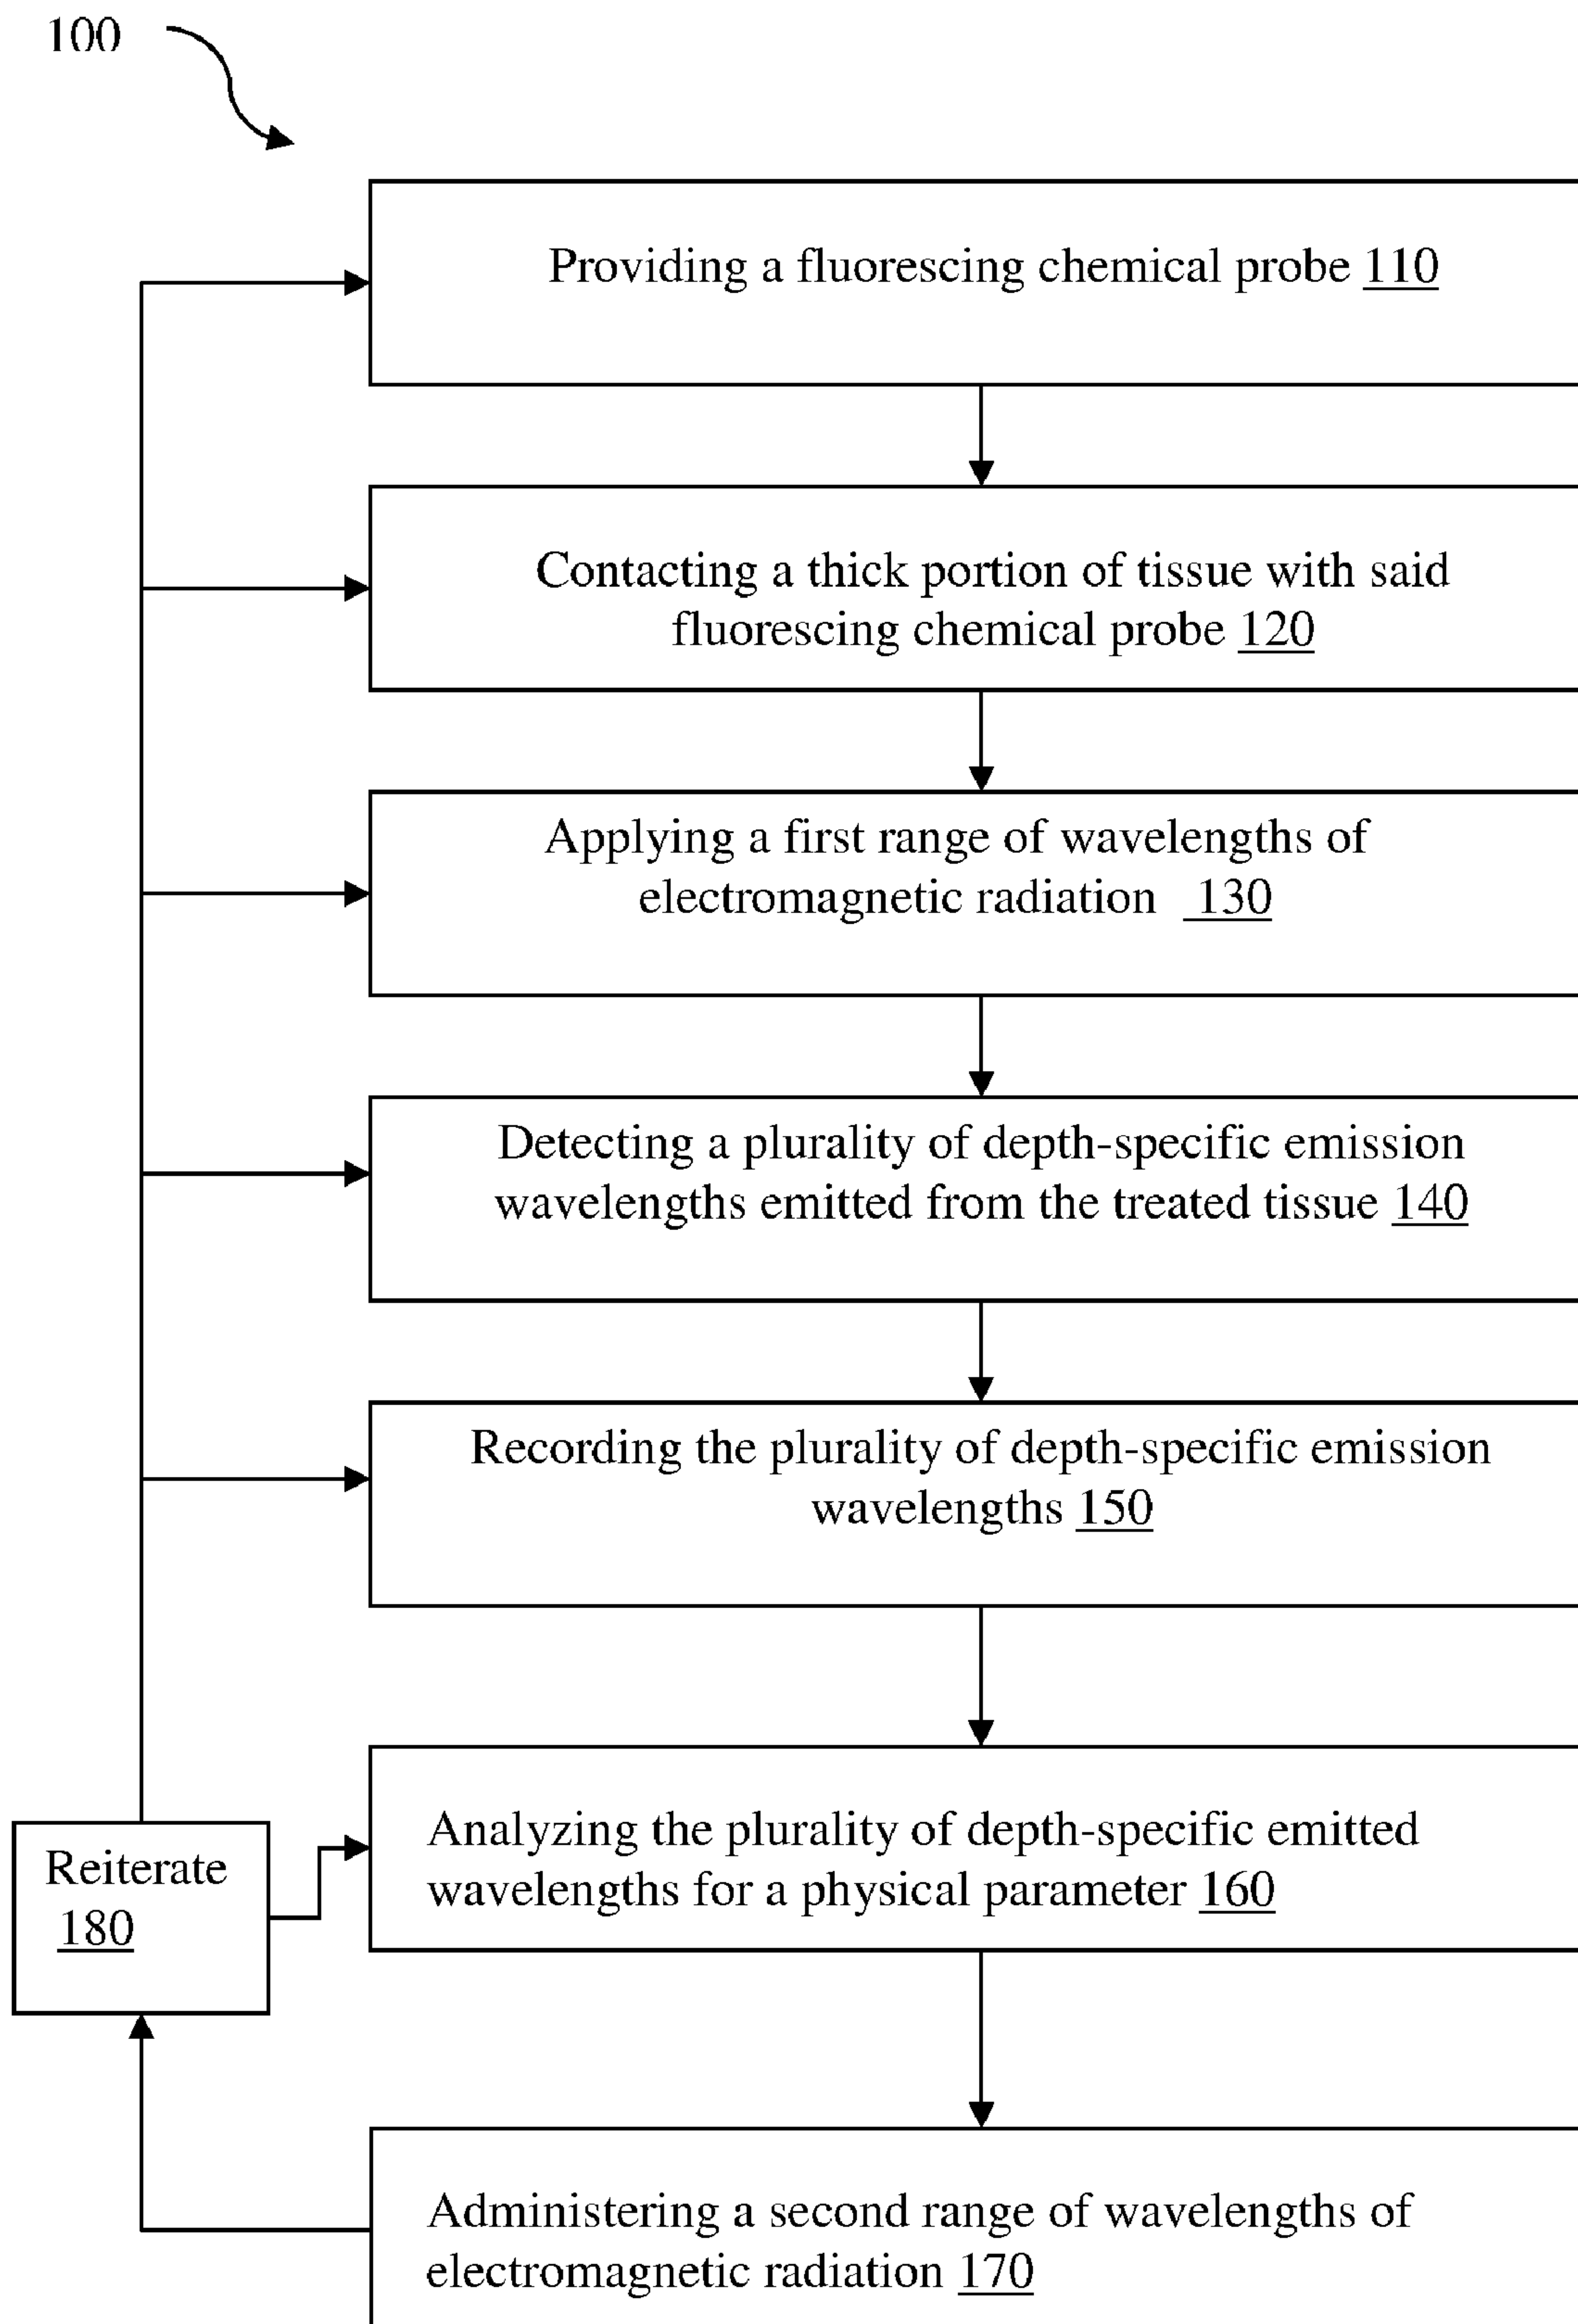 100
Providing a fluorescing chemical probe 110
Contacting a thick portion of tissue with said
fluorescing chemical probe 120
Applying a first range of wavelengths of
electromagnetic radiation 130
Detecting a plurality of depth-specific emission
wavelengths emitted from the treated tissue 140
Recording the plurality of depth-specific emission
wavelengths 150
Analyzing the plurality of depth-specific emitted
wavelengths for a physical parameter 160
Reiterate
180
Administering a second range of wavelengths of
electromagnetic radiation 170